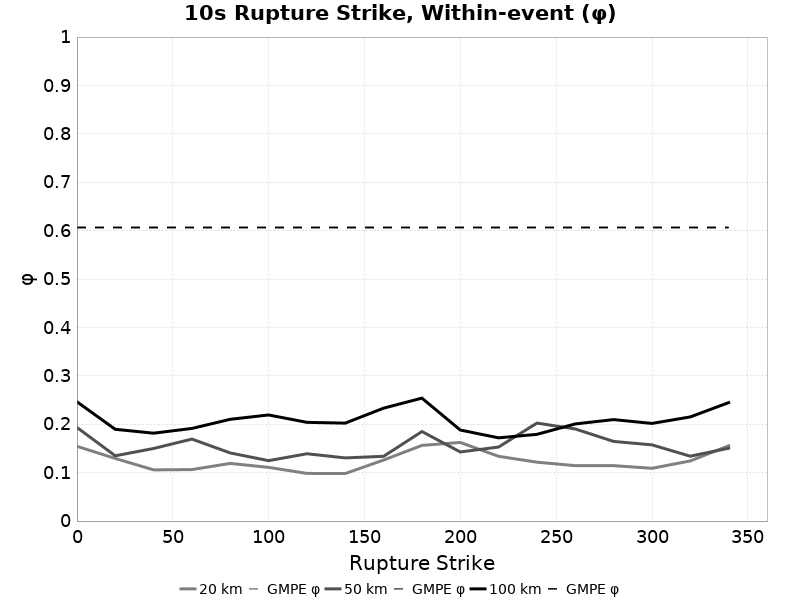 10s Rupture Strike, Within-event (φ)
1
0.9
0.8
0.7
0.6
0.5
0.4
0.3
0.2
0.1
0
φ
0 50 100 150 200 250 300 350
Rupture Strike
20 km GMPE φ 50 km GMPE φ 100 km GMPE φ